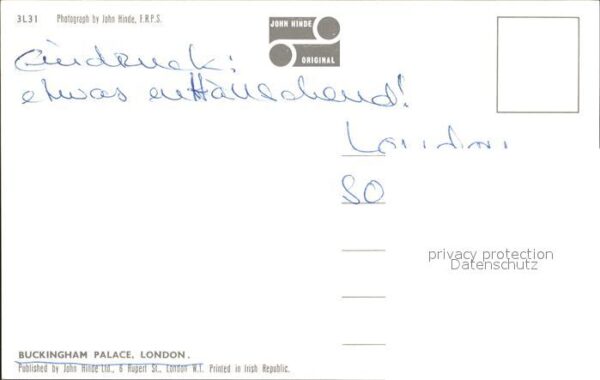 3L31 Photograph by John Hinde, F.R.P.S.
JOHN HINDE
ORIGINAL
Eindruck:
etwas enttäuschend!
London
SO
privacy protection
Datenschutz
BUCKINGHAM PALACE, LONDON.
Published by John Hinde Ltd., 6 Rupert St., London W.1. Printed in Irish Republic.